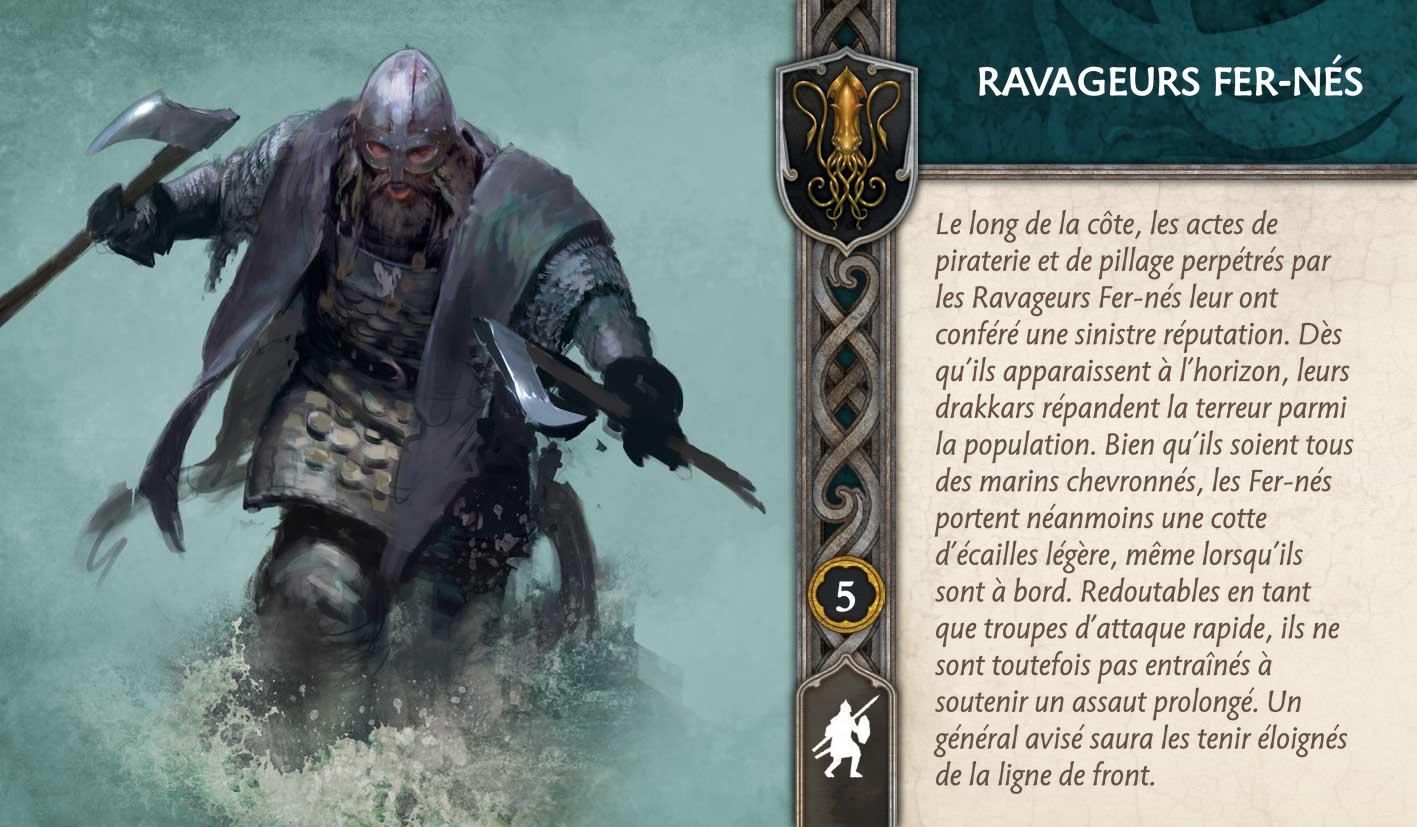 RAVAGEURS FER-NÉS
Le long de la côte, les actes de
piraterie et de pillage perpétrés par
les Ravageurs Fer-nés leur ont
conféré une sinistre réputation. Dès
qu’ils apparaissent à l’horizon, leurs
drakkars répandent la terreur parmi
la population. Bien qu’ils soient tous
des marins chevronnés, les Fer-nés
portent néanmoins une cotte
d’écailles légère, même lorsqu’ils
sont à bord. Redoutables en tant
que troupes d’attaque rapide, ils ne
sont toutefois pas entraînés à
soutenir un assaut prolongé. Un
général avisé saura les tenir éloignés
de la ligne de front.
5